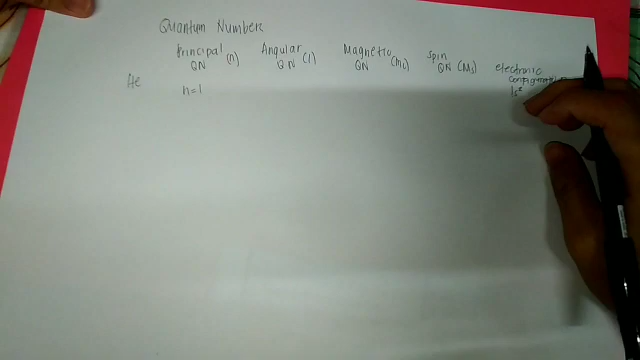 Quantum Numbers
Principal QN (n)
Angular QN (l)
Magnetic QN (ml)
Spin QN (Ms)
electronic
He
n=1
1s²